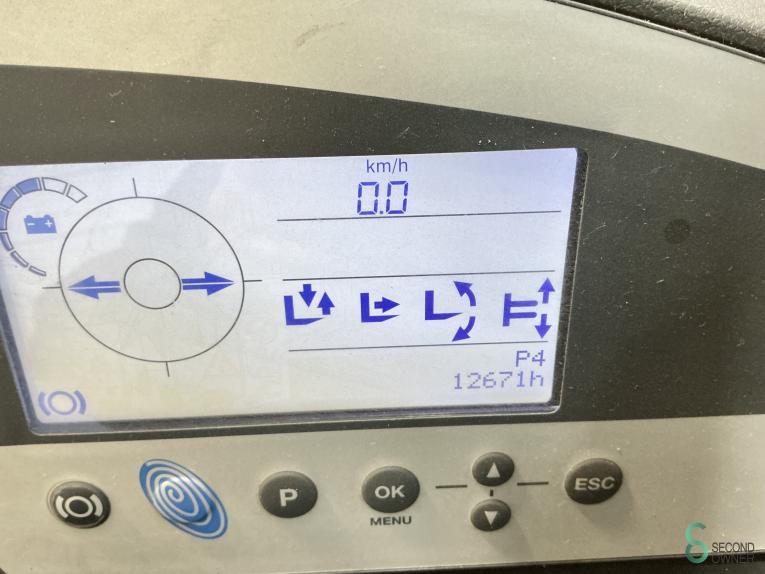 km/h
0.0
P4
12671h
P
OK
MENU
ESC
SECOND
OWNER